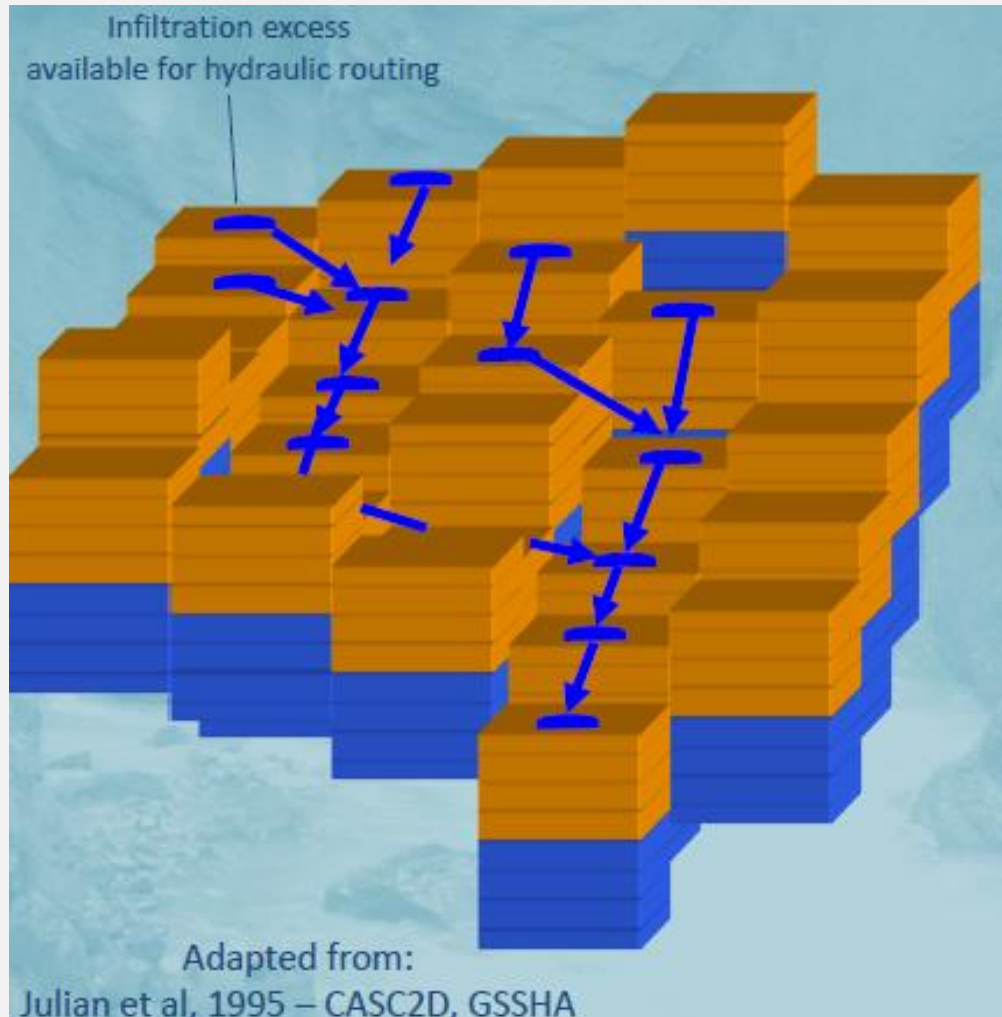 Infiltration excess
available for hydraulic routing
Adapted from:
Julian et al, 1995 – CASC2D, GSSHA